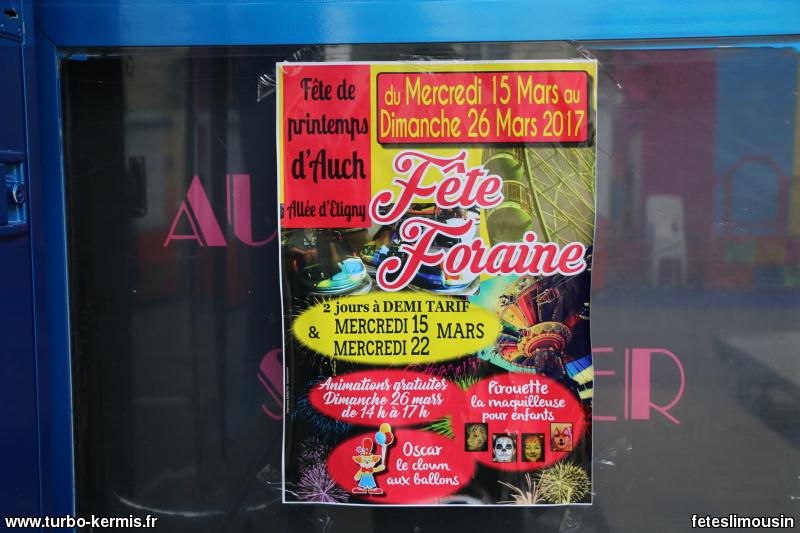 Fête de
printemps
d'Auch
Allée d'Etigny
du Mercredi 15 Mars au
Dimanche 26 Mars 2017
Fête
Foraine
2 jours à DEMI TARIF
& MERCREDI 15 MARS
MERCREDI 22
Animations gratuites
Dimanche 26 mars
de 14 h à 17 h
Pirouette
la maquilleuse
pour enfants
Oscar
le clown
aux ballons
AU
S
ER
www.turbo-kermis.fr
feteslimousin